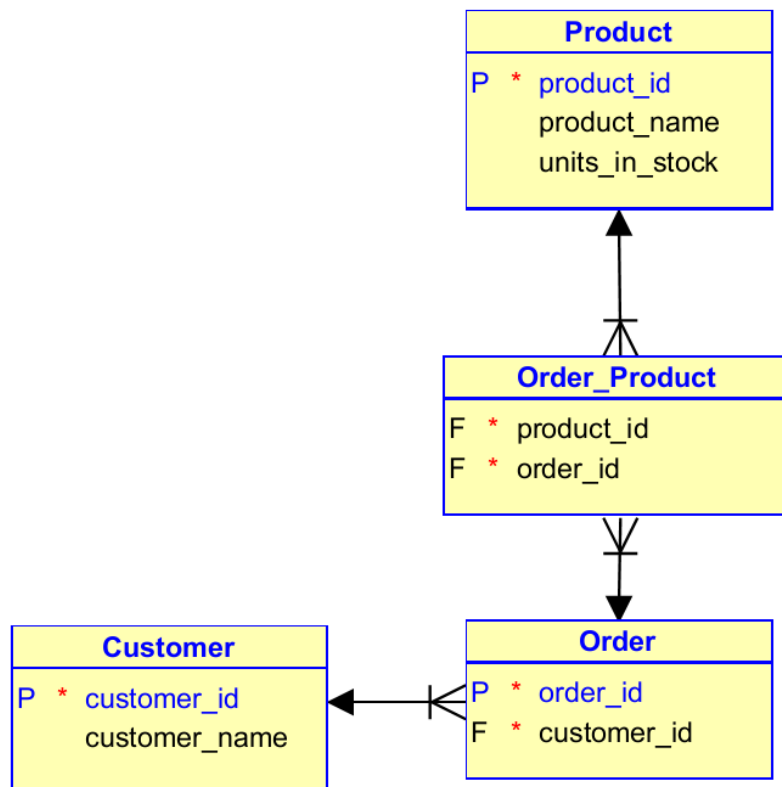 Product
P * product_id
product_name
units_in_stock
Order_Product
F * product_id
F * order_id
Customer
P * customer_id
customer_name
Order
P * order_id
F * customer_id